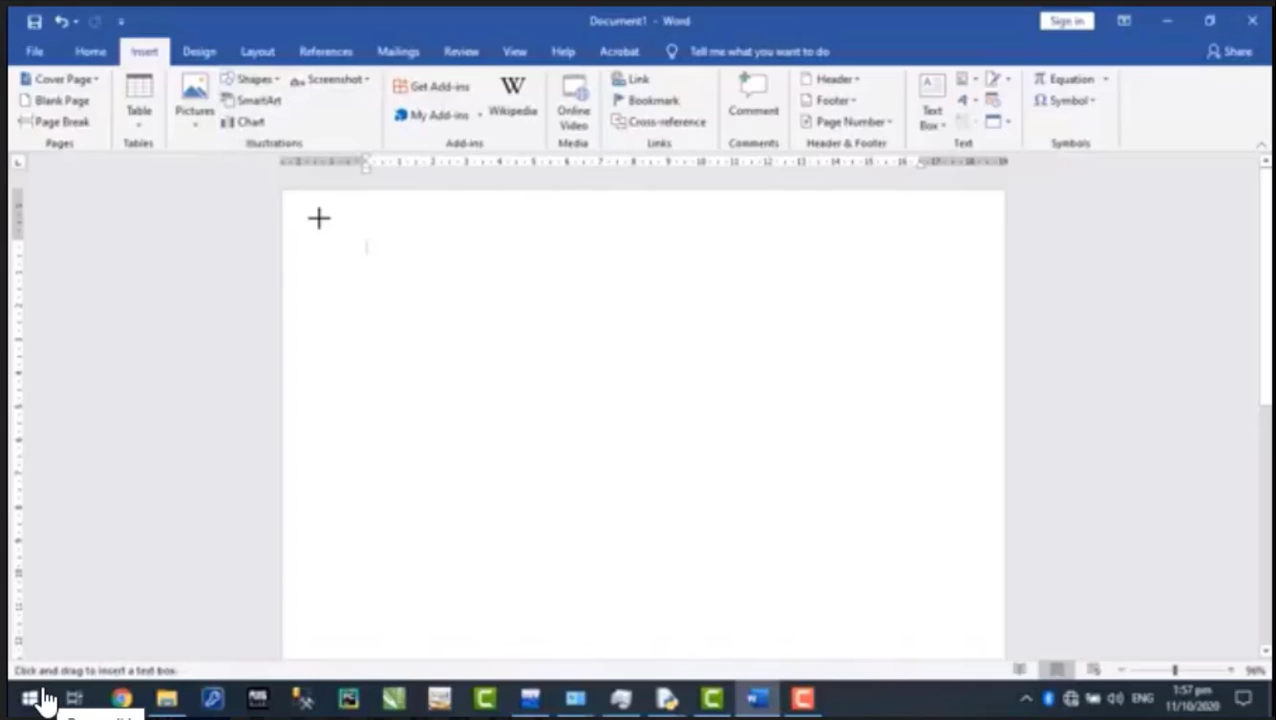 Document1 - Word
Sign in
File Home Insert Design Layout References Mailings Review View Help Acrobat Tell me what you want to do Share
Cover Page
Blank Page
Page Break
Pages
Table
Tables
Pictures
Shapes
SmartArt
Chart
Screenshot
Illustrations
Get Add-ins
My Add-ins
W
Wikipedia
Add-ins
Online
Video
Media
Link
Bookmark
Cross-reference
Links
Comment
Comments
Header
Footer
Page Number
Header & Footer
Text
Box
Text
π Equation
Ω Symbol
Symbols
Click and drag to insert a text box.
96%
ENG
1:57 pm
11/10/2020